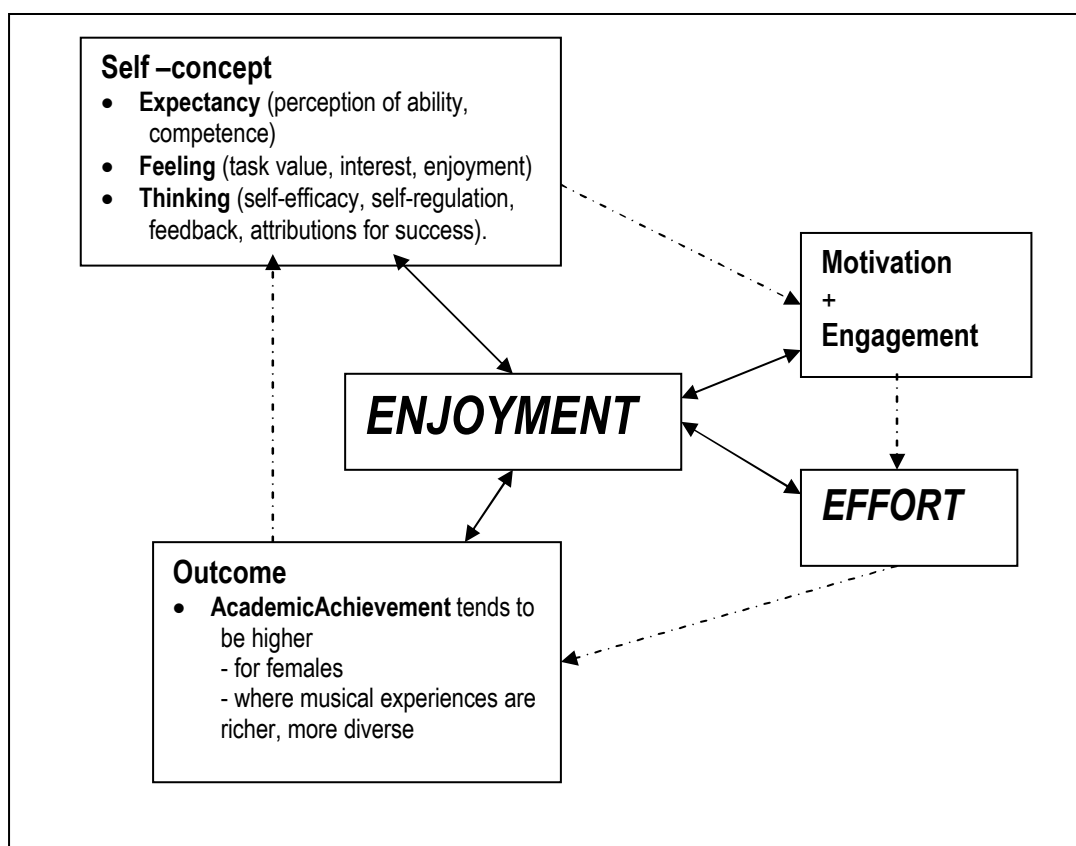 Self –concept
• Expectancy (perception of ability,
competence)
• Feeling (task value, interest, enjoyment)
• Thinking (self-efficacy, self-regulation,
feedback, attributions for success).
Motivation
+
Engagement
ENJOYMENT
EFFORT
Outcome
• AcademicAchievement tends to
be higher
- for females
- where musical experiences are
richer, more diverse